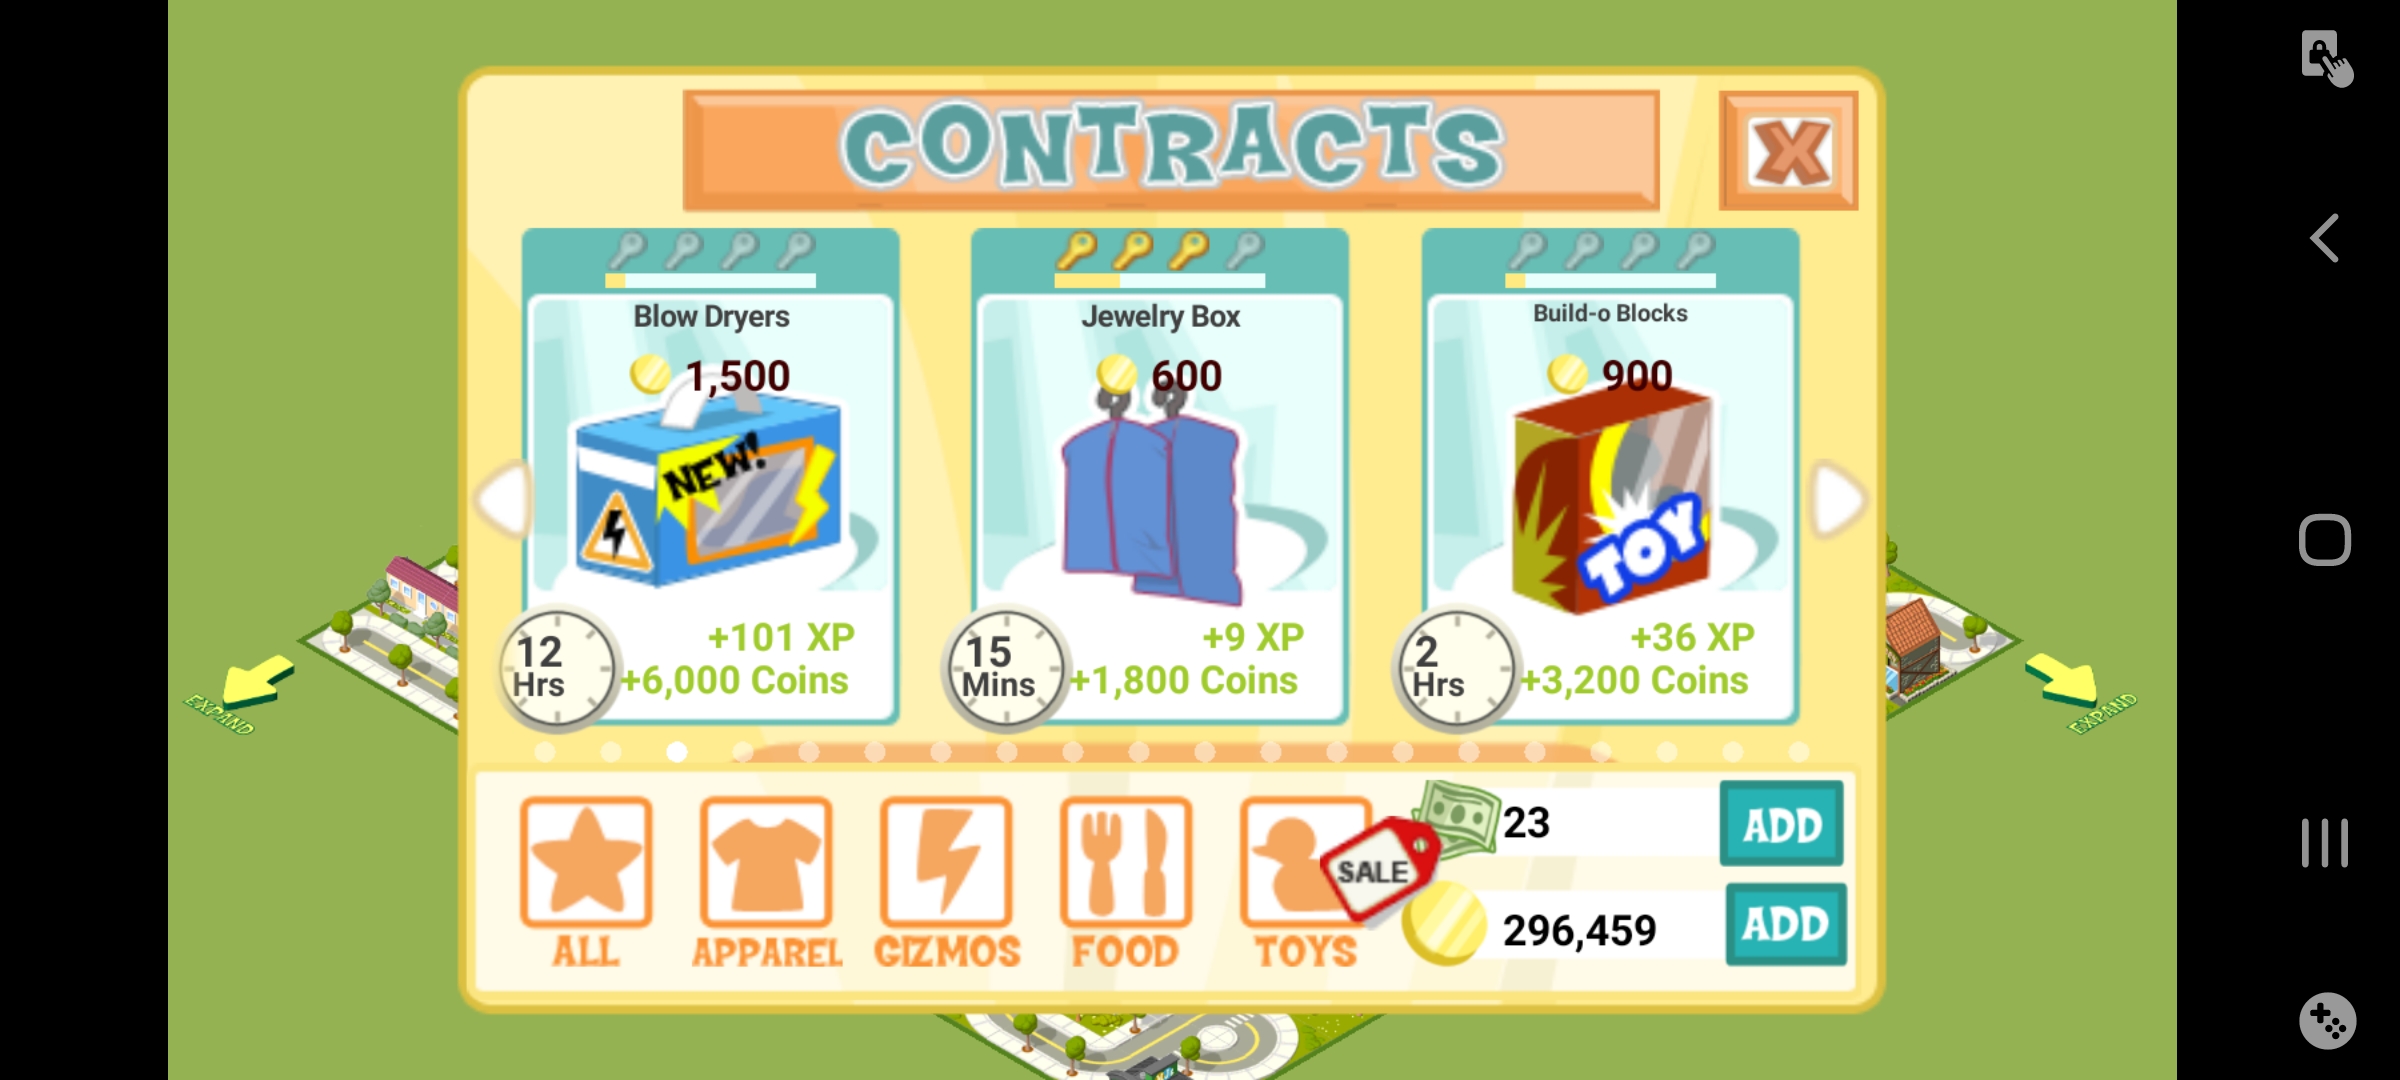 CONTRACTS
X
Blow Dryers
1,500
NEW!
12
Hrs
+101 XP
+6,000 Coins
Jewelry Box
600
15
Mins
+9 XP
+1,800 Coins
Build-o Blocks
900
TOY
2
Hrs
+36 XP
+3,200 Coins
EXPAND
EXPAND
ALL
APPAREL
GIZMOS
FOOD
TOYS
SALE
23
ADD
296,459
ADD